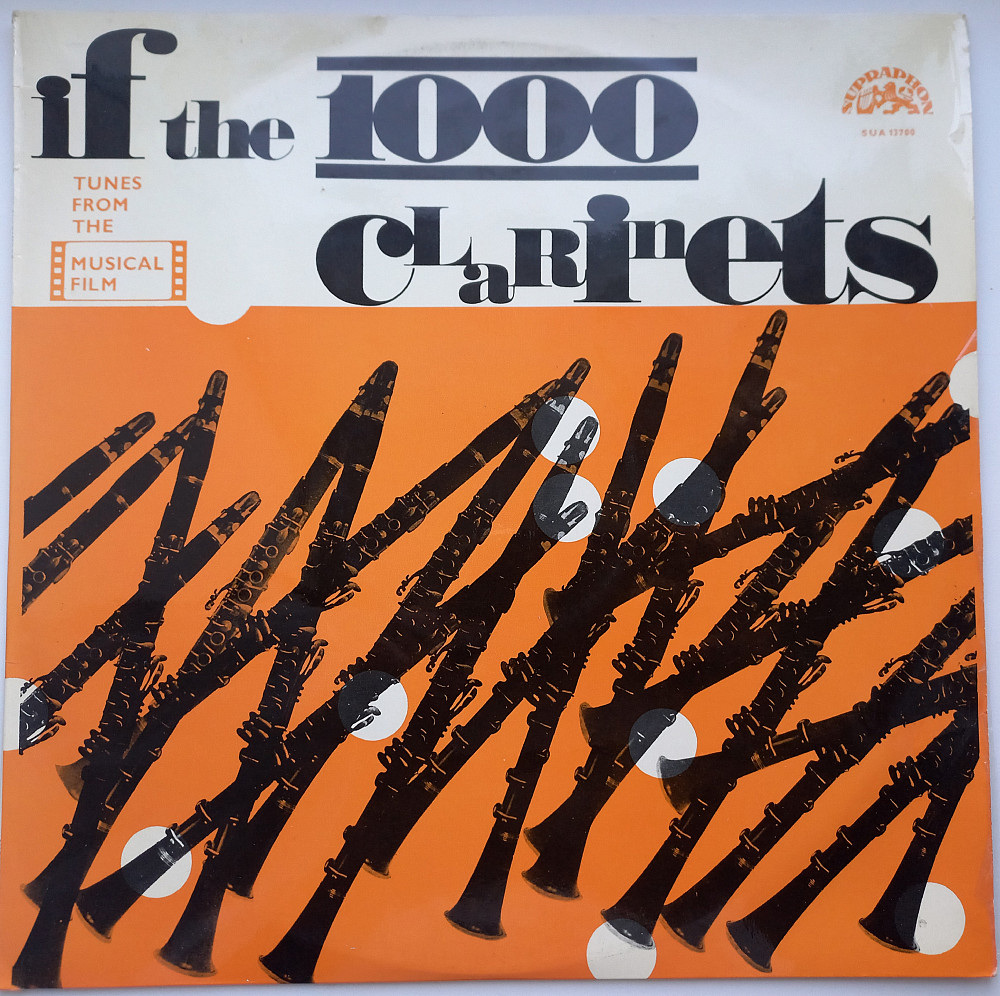 if the 1000
cLaRinets
TUNES
FROM
THE
MUSICAL
FILM
SUPRAPHON
SUA 13700